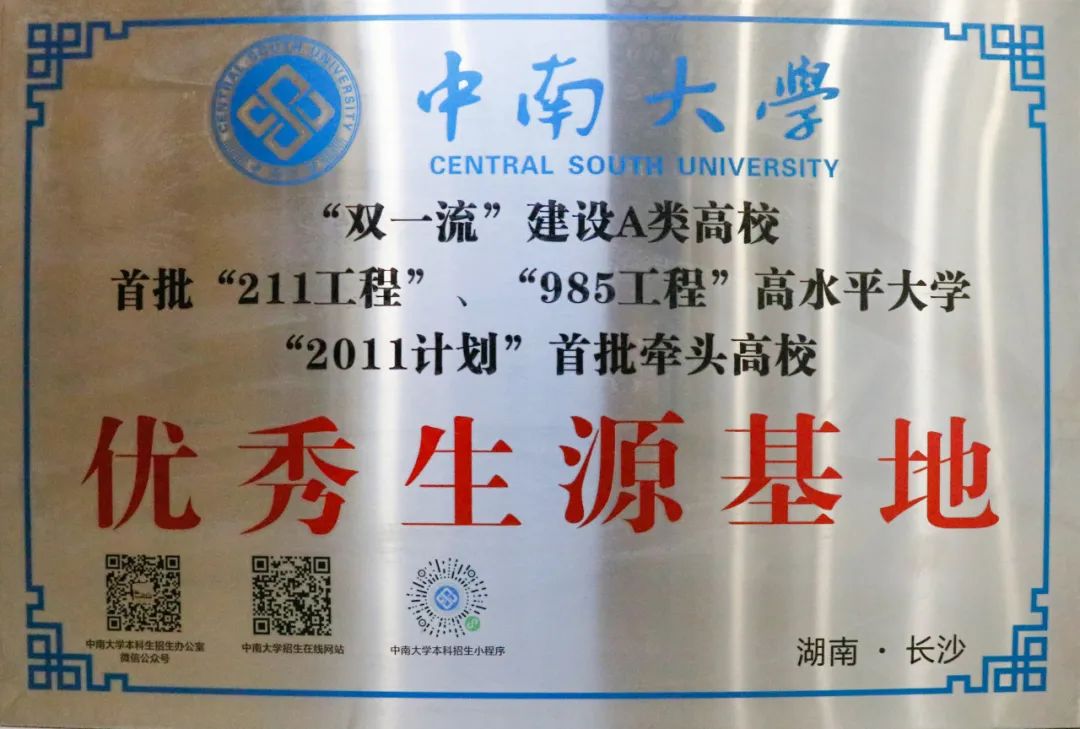 CENTRAL SOUTH UNIVERSITY
中南大學
CENTRAL SOUTH UNIVERSITY
“双一流”建设A类高校
首批“211工程”、“985工程”高水平大学
“2011计划”首批牵头高校
优秀生源基地
中南大学本科生招生办公室
微信公众号
中南大学招生在线网站
中南大学本科招生小程序
湖南·长沙